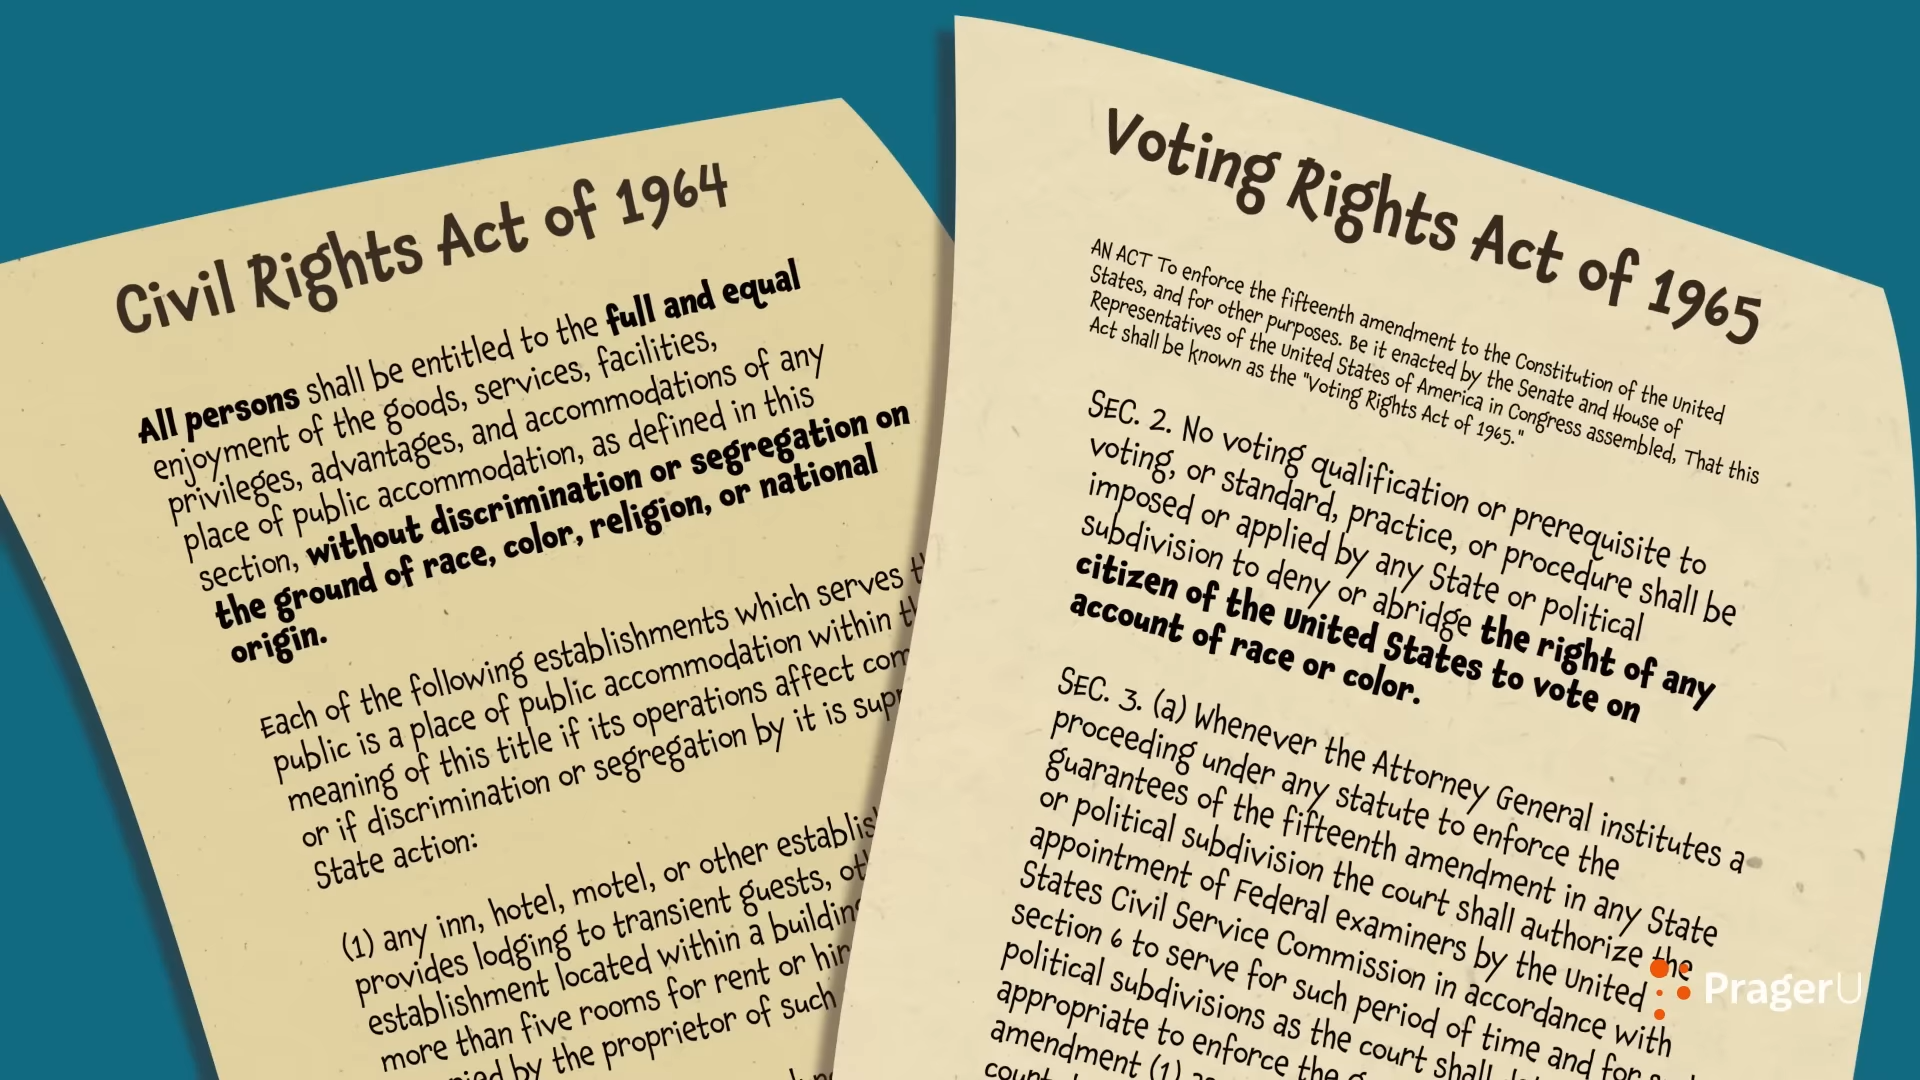 Civil Rights Act of 1964
All persons shall be entitled to the full and equal
enjoyment of the goods, services, facilities,
privileges, advantages, and accommodations of any
place of public accommodation, as defined in this
section, without discrimination or segregation on
the ground of race, color, religion, or national
origin.
Each of the following establishments which serves
public is a place of public accommodation within
meaning of this title if its operations affect
or if discrimination or segregation by it is
State action:
(1) any inn, hotel, motel, or other
provides lodging to transient guests,
establishment located within a building
more than five rooms for rent or
by the proprietor of such
Voting Rights Act of 1965
AN ACT To enforce the fifteenth amendment to the Constitution of the United
States, and for other purposes. Be it enacted by the Senate and House of
Representatives of the United States of America in Congress assembled, That this
Act shall be known as the "Voting Rights Act of 1965."
SEC. 2. No voting qualification or prerequisite to
voting, or standard, practice, or procedure shall be
imposed or applied by any State or political
subdivision to deny or abridge the right of any
citizen of the United States to vote on
account of race or color.
SEC. 3. (a) Whenever the Attorney General institutes a
proceeding under any statute to enforce the
guarantees of the fifteenth amendment in any State
or political subdivision the court shall authorize the
appointment of Federal examiners by the United
States Civil Service Commission in accordance with
section 6 to serve for such period of time and for
political subdivisions as the court shall
appropriate to enforce the
amendment (1)
PragerU